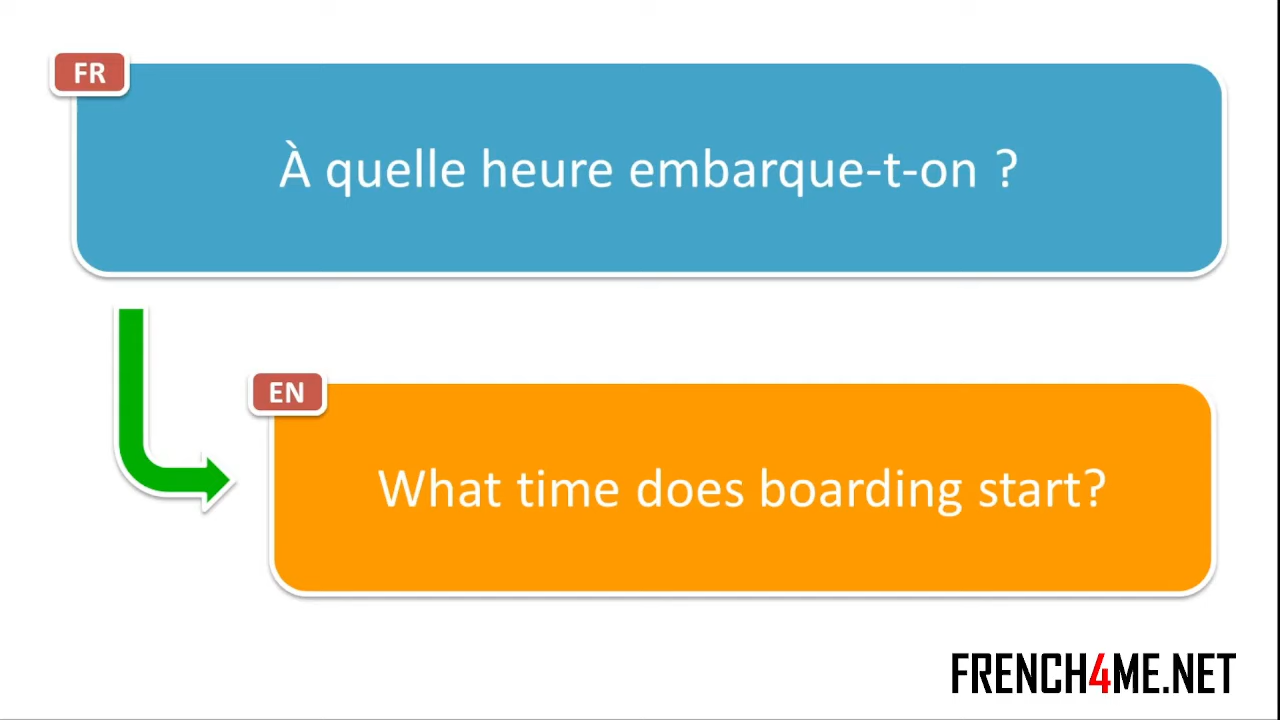 FR
À quelle heure embarque-t-on ?
EN
What time does boarding start?
FRENCH4ME.NET